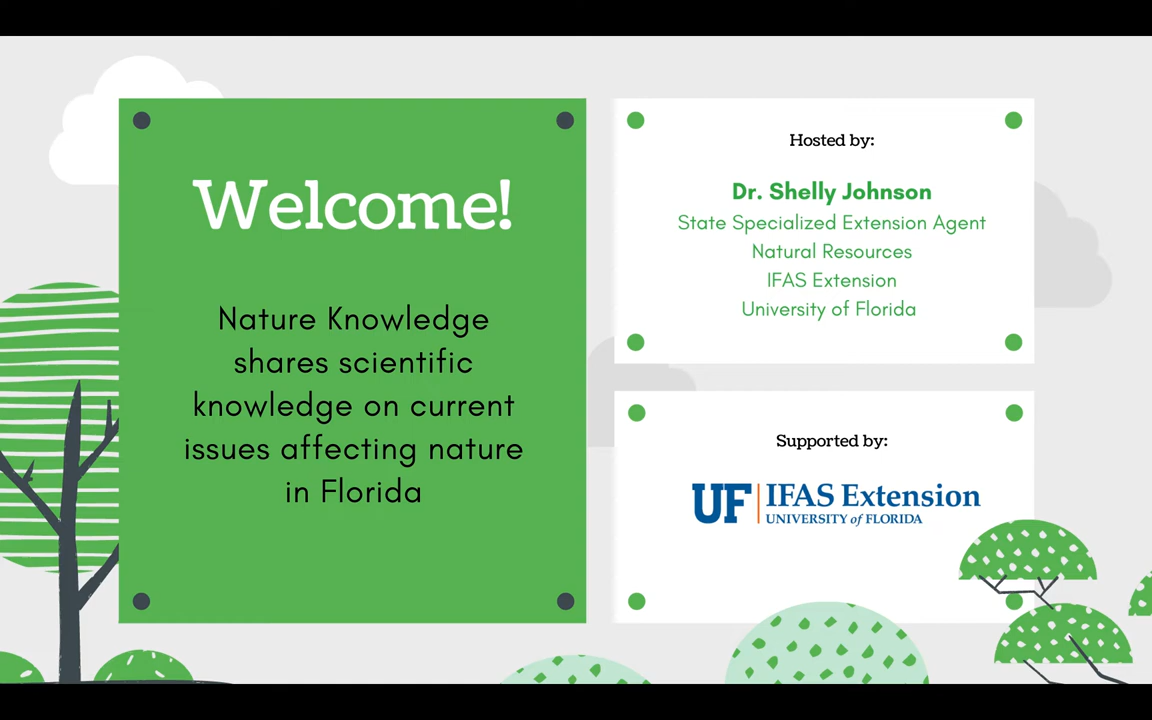 Welcome!
Nature Knowledge
shares scientific
knowledge on current
issues affecting nature
in Florida
Hosted by:
Dr. Shelly Johnson
State Specialized Extension Agent
Natural Resources
IFAS Extension
University of Florida
Supported by:
UF IFAS Extension
UNIVERSITY of FLORIDA